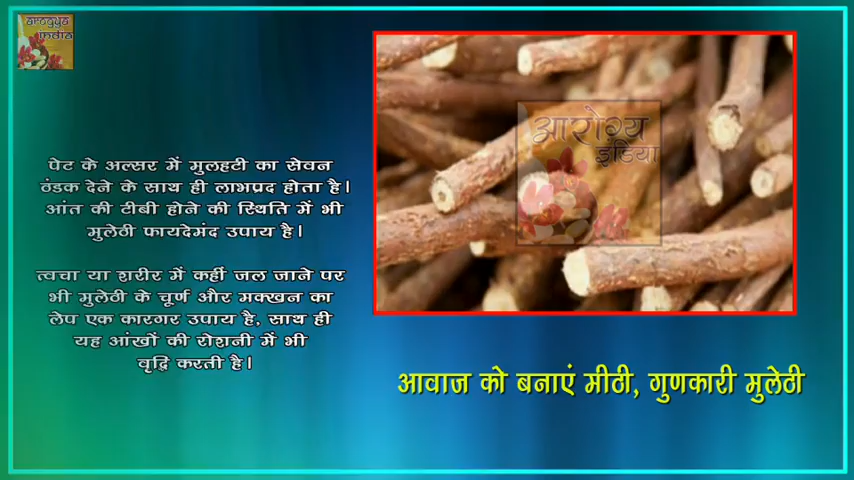 आरोग्य
इंडिया
पेट के अल्सर में मुलहटी का सेवन
ठंडक देने के साथ ही लाभप्रद होता है।
आंत की टीबी होने की स्थिति में भी
मुलेठी फायदेमंद उपाय है।
त्वचा या शरीर में कहीं जल जाने पर
भी मुलेठी के चूर्ण और मक्खन का
लेप एक कारगर उपाय है, साथ ही
यह आंखों की रोशनी में भी
वृद्धि करती है।
आवाज को बनाएं मीठी, गुणकारी मुलेठी